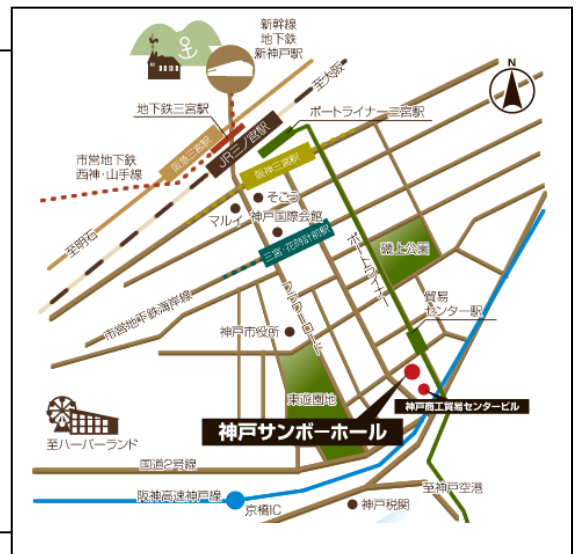 新幹線
地下鉄
新神戸駅
至大阪
N
地下鉄三宮駅
ポートライナー三宮駅
阪急三宮駅
JR三ノ宮駅
市営地下鉄
西神・山手線
阪神三宮駅
そごう
マルイ
神戸国際会館
至明石
三宮・花時計前駅
ポートライナー
磯上公園
市営地下鉄海岸線
フラワーロード
貿易
センター駅
神戸市役所
東遊園地
神戸商工貿易センタービル
神戸サンボーホール
至ハーバーランド
国道2号線
至神戸空港
阪神高速神戸線
京橋IC
神戸税関